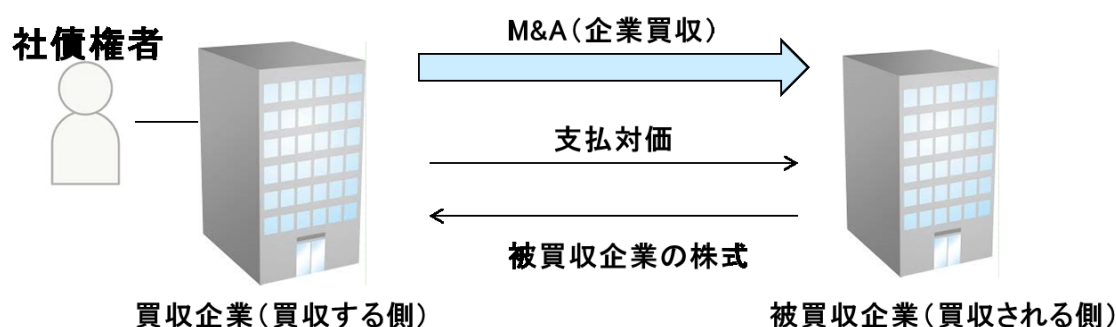 社債権者
M&A（企業買収）
支払対価
被買収企業の株式
買収企業（買収する側）
被買収企業（買収される側）